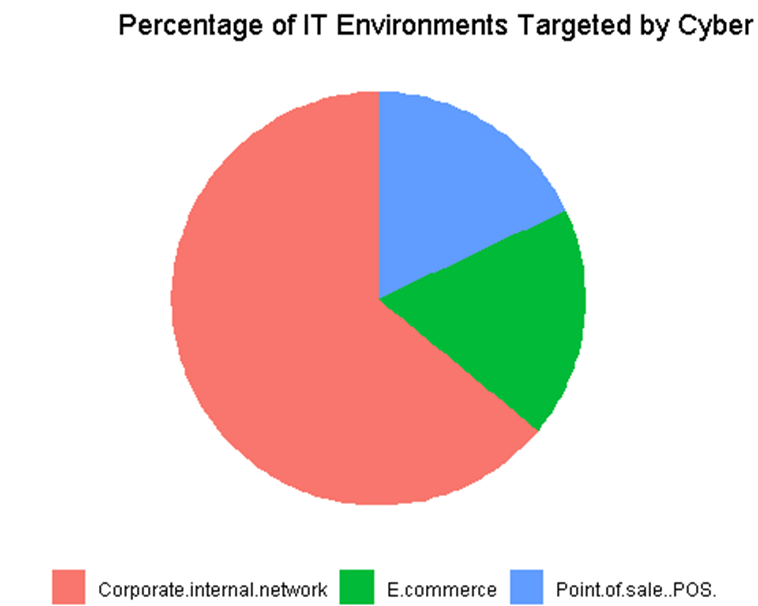 Percentage of IT Environments Targeted by Cyber
Corporate.internal.network E.commerce Point.of.sale..POS.